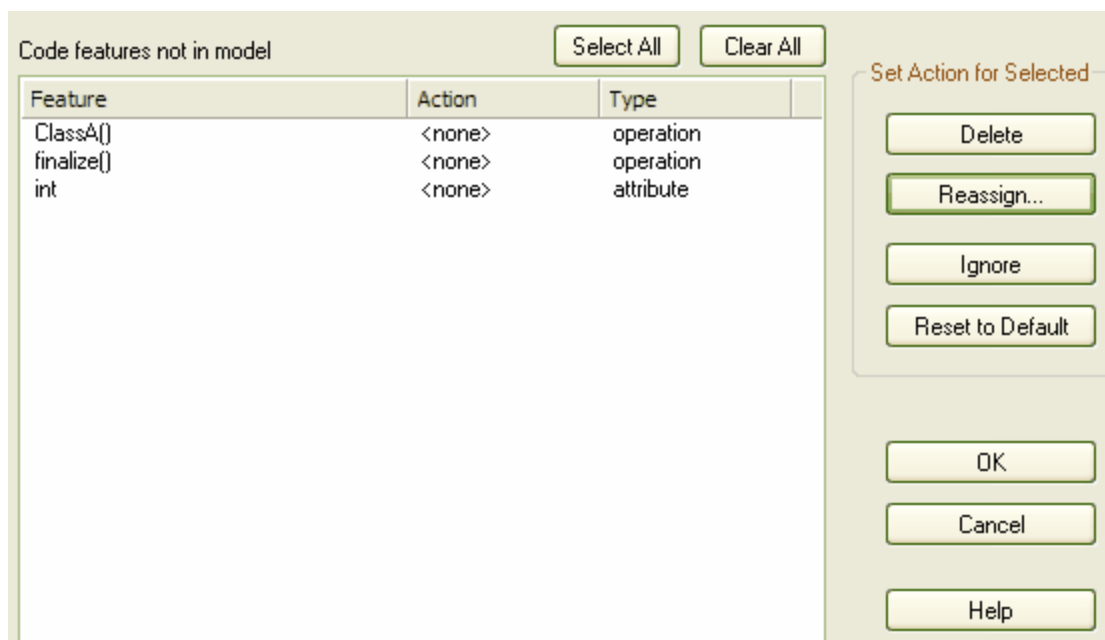 Code features not in model
Select All
Clear All
Feature Action Type
ClassA() <none> operation
finalize() <none> operation
int <none> attribute
Set Action for Selected
Delete
Reassign...
Ignore
Reset to Default
OK
Cancel
Help